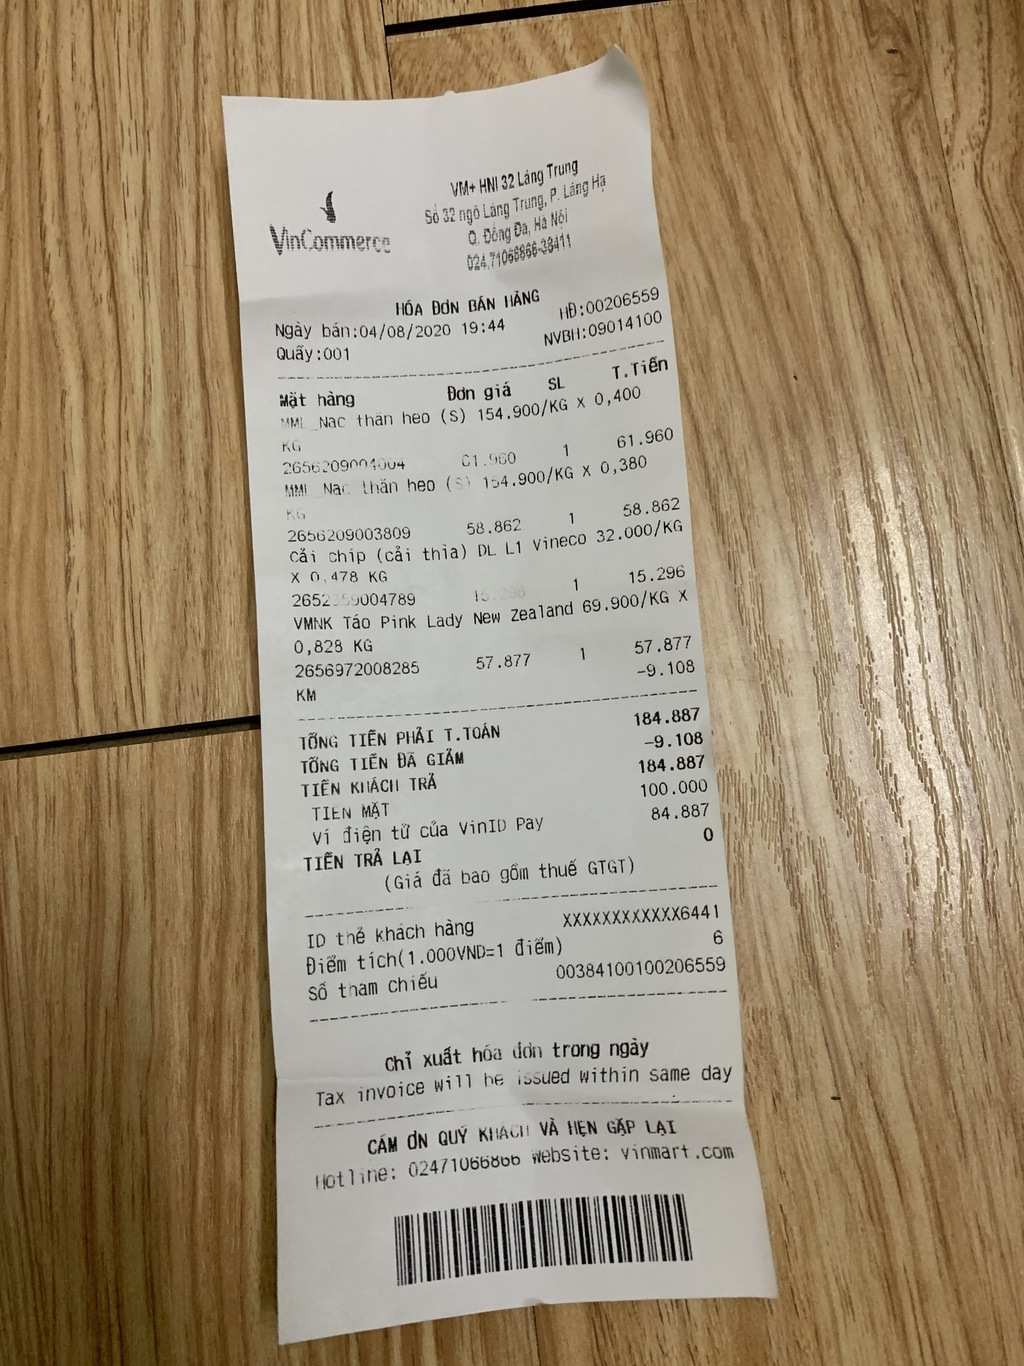 VinCommerce
VM+ HNI 32 Láng Trung
Số 32 ngõ Láng Trung, P. Láng Hạ
Q. Đống Đa, Hà Nội
024.71066866-38411
HÓA ĐƠN BÁN HÀNG
Ngày bán:04/08/2020 19:44 HĐ:00206559
Quầy:001 NVBH:09014100
Mặt hàng Đơn giá SL T.Tiền
MML_Nạc thăn heo (S) 154.900/KG X 0,400
KG
2656209004004 61.960 1 61.960
MML_Nạc thăn heo (S) 154.900/KG X 0,380
KG
2656209003809 58.862 1 58.862
Cải chíp (cải thìa) DL L1 Vineco 32.000/KG
X 0,478 KG
15.296 1 15.296
VMNK Táo Pink Lady New Zealand 69.900/KG X
0,828 KG
2656972008285 57.877 1 57.877
KM -9.108
TỔNG TIỀN PHẢI T.TOÁN 184.887
TỔNG TIỀN ĐÃ GIẢM -9.108
TIỀN KHÁCH TRẢ 184.887
TIỀN MẶT 100.000
Ví điện tử của VinID Pay 84.887
TIỀN TRẢ LẠI 0
(Giá đã bao gồm thuế GTGT)
ID thẻ khách hàng XXXXXXXXXXXX6441
Điểm tích(1.000VND=1 điểm) 6
Số tham chiếu 00384100100206559
Chỉ xuất hóa đơn trong ngày
Tax invoice will be issued within same day
CẢM ƠN QUÝ KHÁCH VÀ HẸN GẶP LẠI
Hotline: 02471066866 Website: vinmart.com